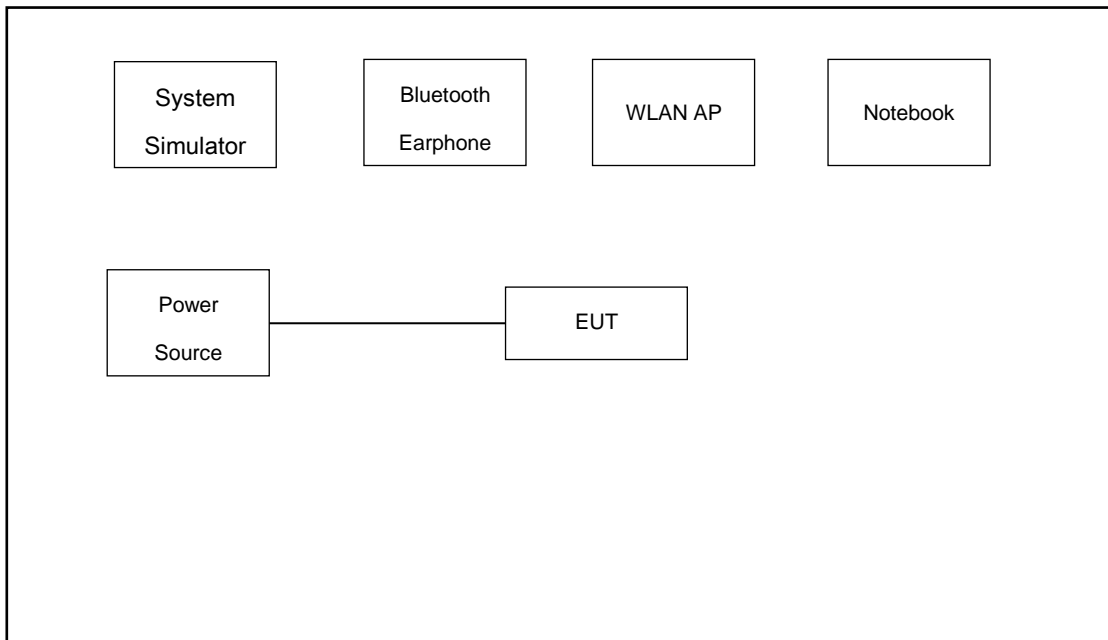 System
Simulator
Bluetooth
Earphone
WLAN AP
Notebook
Power
Source
EUT